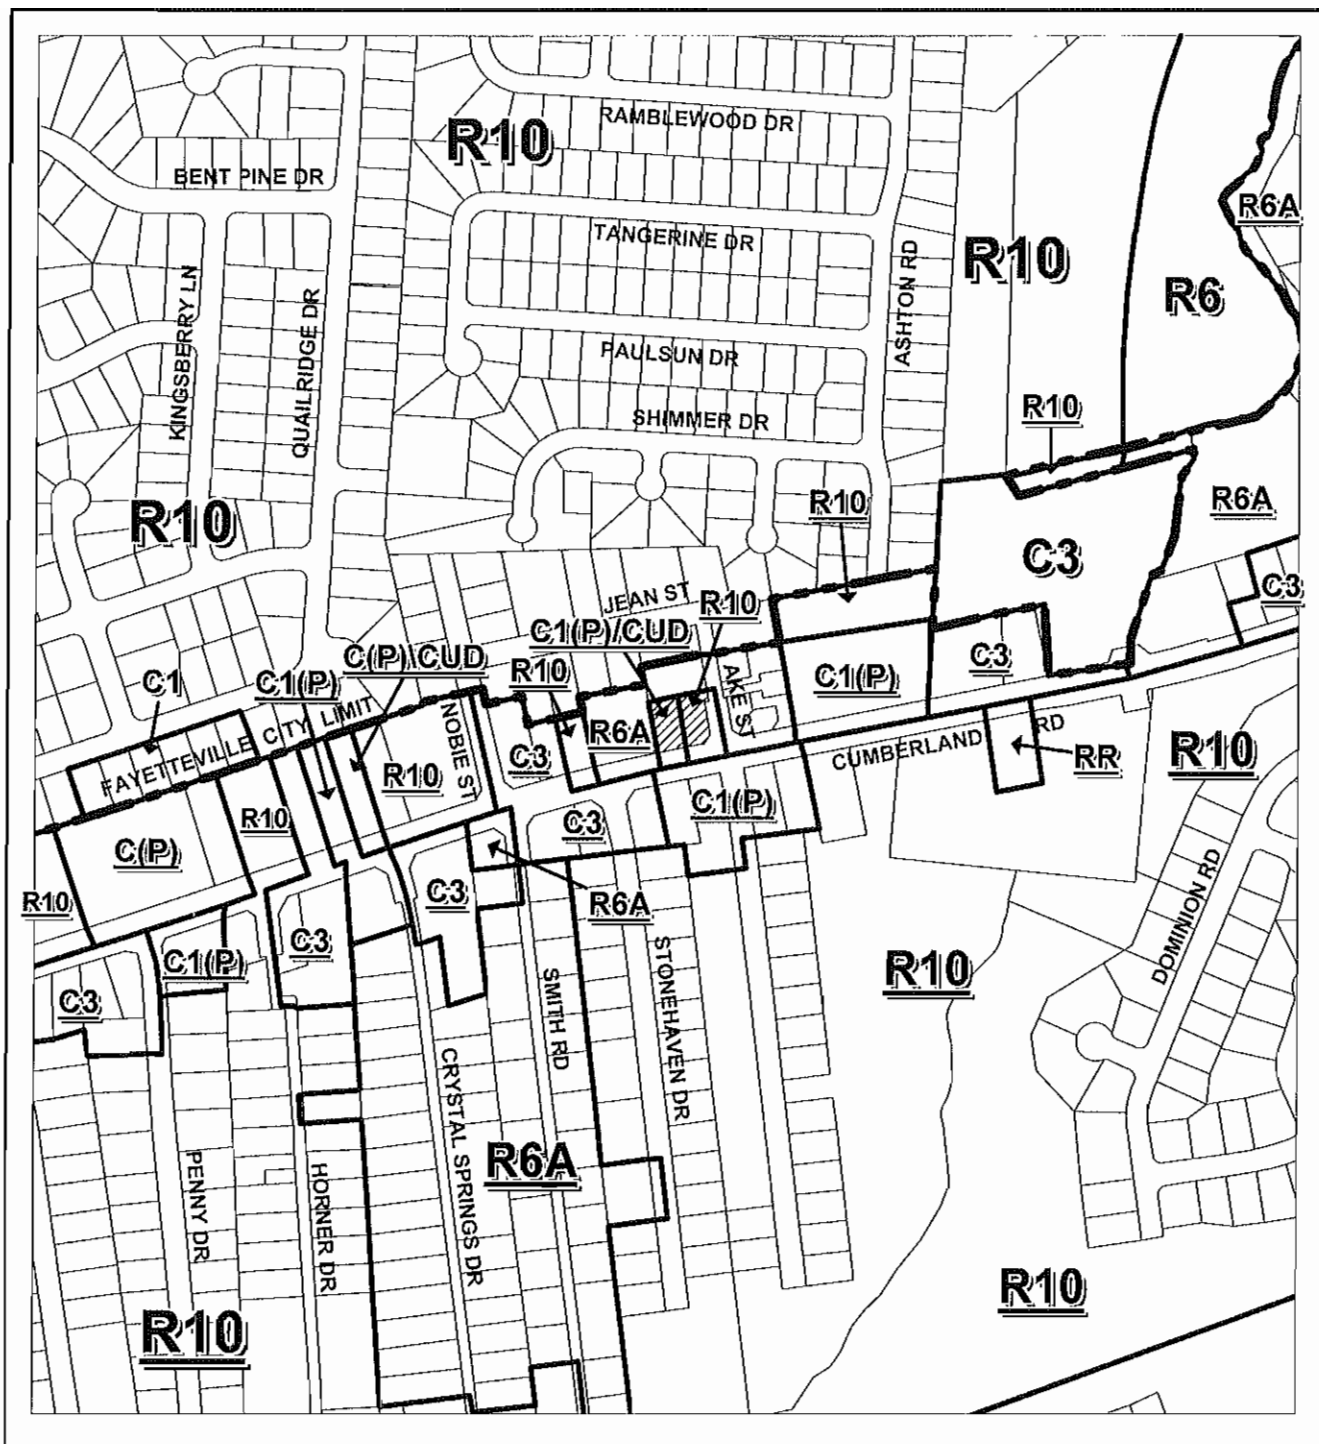 RAMBLEWOOD DR
R10
BENT PINE DR
R6A
TANGERINE DR
R10
ASHTON RD
R6
KINGSBERRY LN
QUAILRIDGE DR
PAULSUN DR
R10
SHIMMER DR
R10
R10
R6A
C3
C3
JEAN ST
R10
C1(P)/CUD
C(P)/CUD
R10
C1(P)
C1
AKE ST
C1(P)
C3
FAYETTEVILLE CITY LIMIT
NOBIE ST
R6A
C3
R10
CUMBERLAND RD
RR
R10
R10
C(P)
C3
C1(P)
R10
C3
R6A
C3
C1(P)
C3
R10
DOMINION RD
SMITH RD
STONEHAVEN DR
CRYSTAL SPRINGS DR
R6A
PENNY DR
HORNER DR
R10
R10